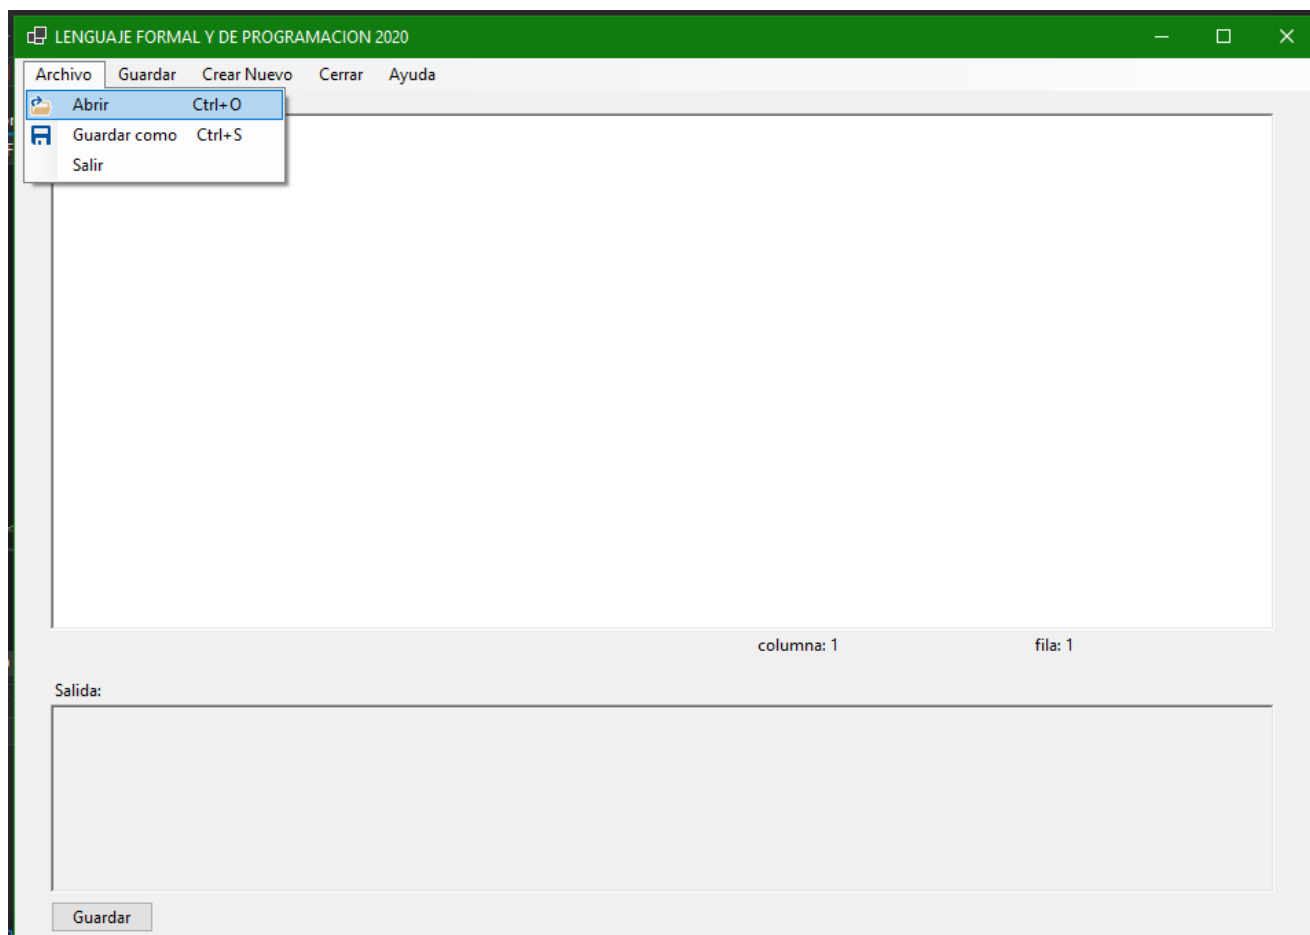 LENGUAJE FORMAL Y DE PROGRAMACION 2020
Archivo Guardar Crear Nuevo Cerrar Ayuda
Abrir Ctrl+O
Guardar como Ctrl+S
Salir
columna: 1 fila: 1
Salida:
Guardar